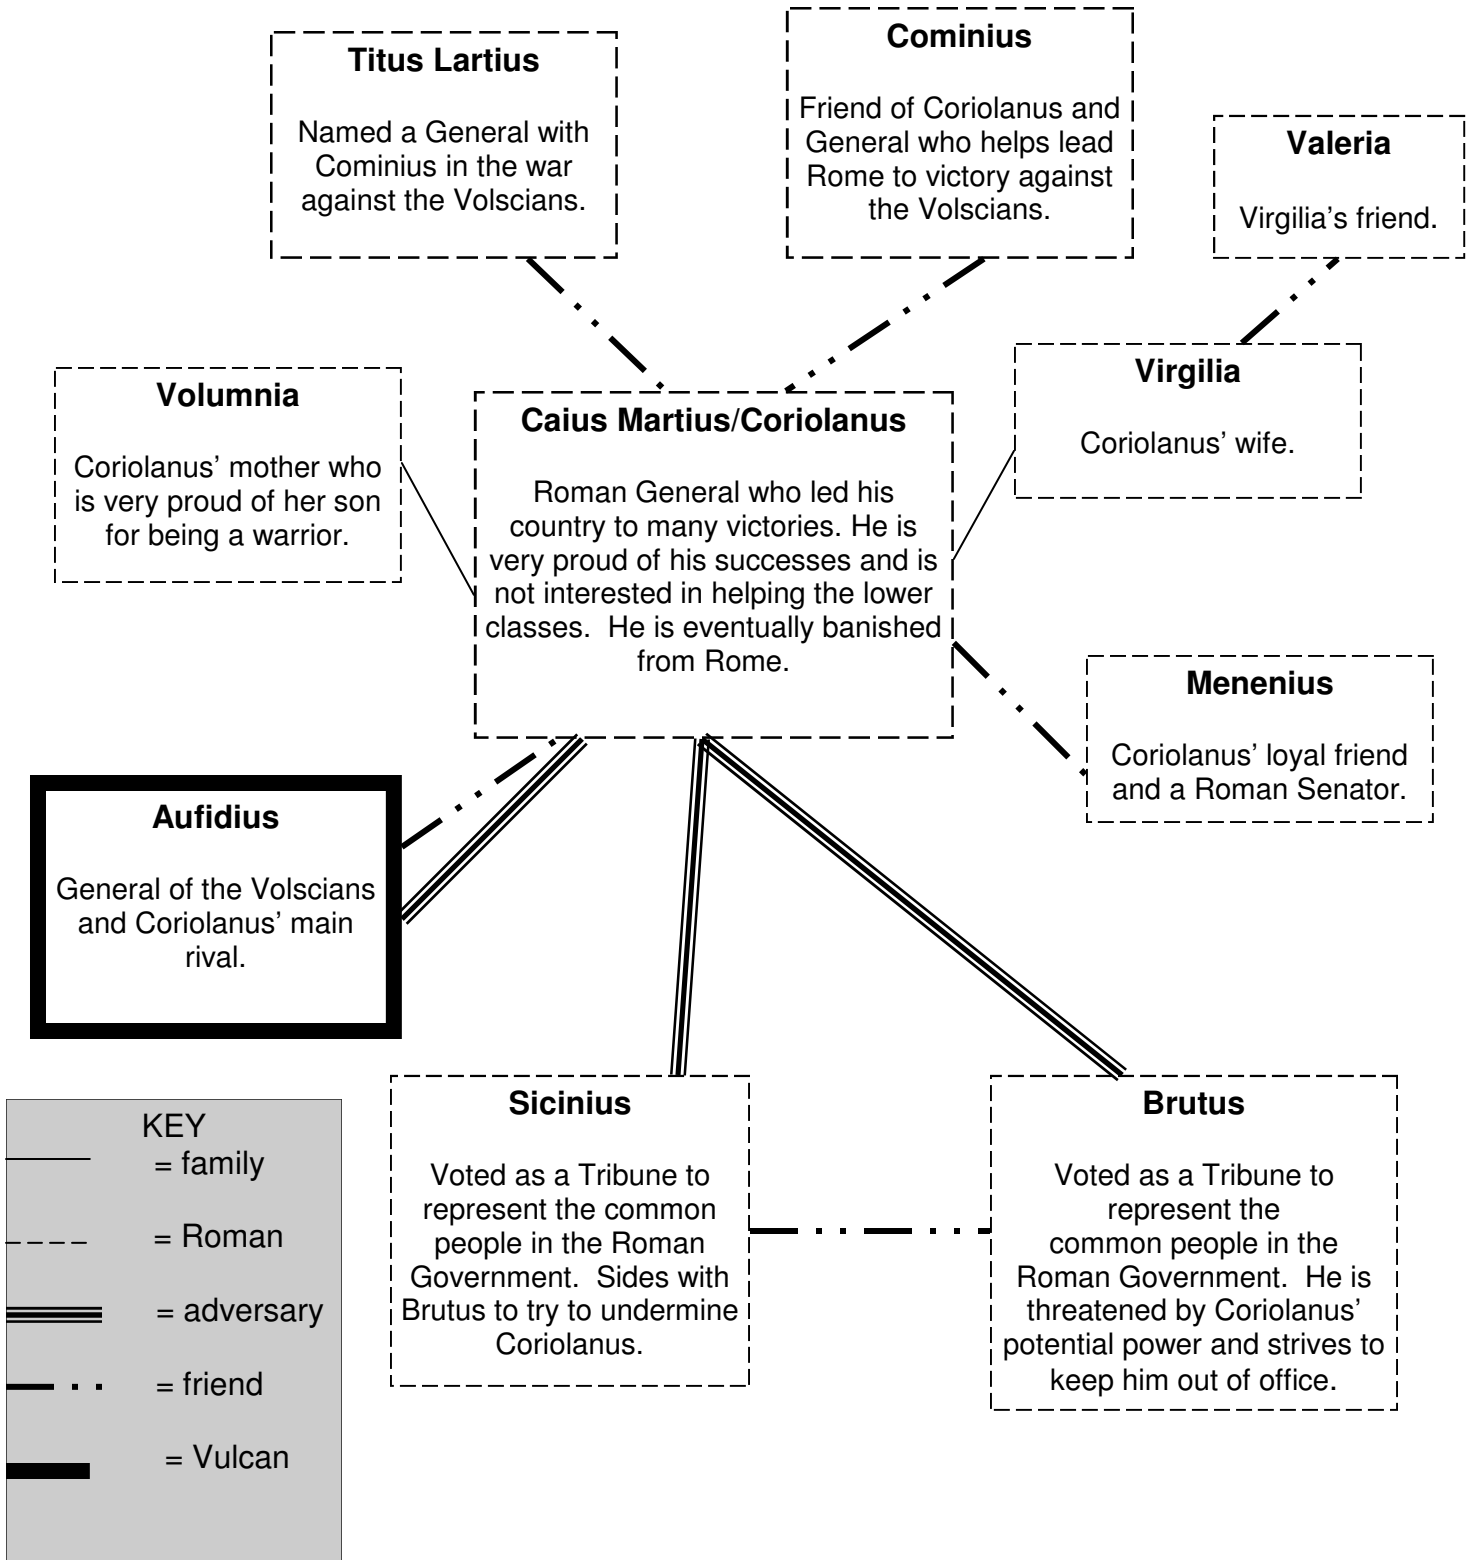 Titus Lartius
Named a General with
Cominius in the war
against the Volscians.
Cominius
Friend of Coriolanus and
General who helps lead
Rome to victory against
the Volscians.
Valeria
Virgilia’s friend.
Volumnia
Coriolanus’ mother who
is very proud of her son
for being a warrior.
Caius Martius/Coriolanus
Roman General who led his
country to many victories. He is
very proud of his successes and is
not interested in helping the lower
classes.  He is eventually banished
from Rome.
Virgilia
Coriolanus’ wife.
Menenius
Coriolanus’ loyal friend
and a Roman Senator.
Aufidius
General of the Volscians
and Coriolanus’ main
rival.
Sicinius
Voted as a Tribune to
represent the common
people in the Roman
Government.  Sides with
Brutus to try to undermine
Coriolanus.
Brutus
Voted as a Tribune to
represent the
common people in the
Roman Government.  He is
threatened by Coriolanus’
potential power and strives to
keep him out of office.
KEY
= family
= Roman
= adversary
= friend
= Vulcan